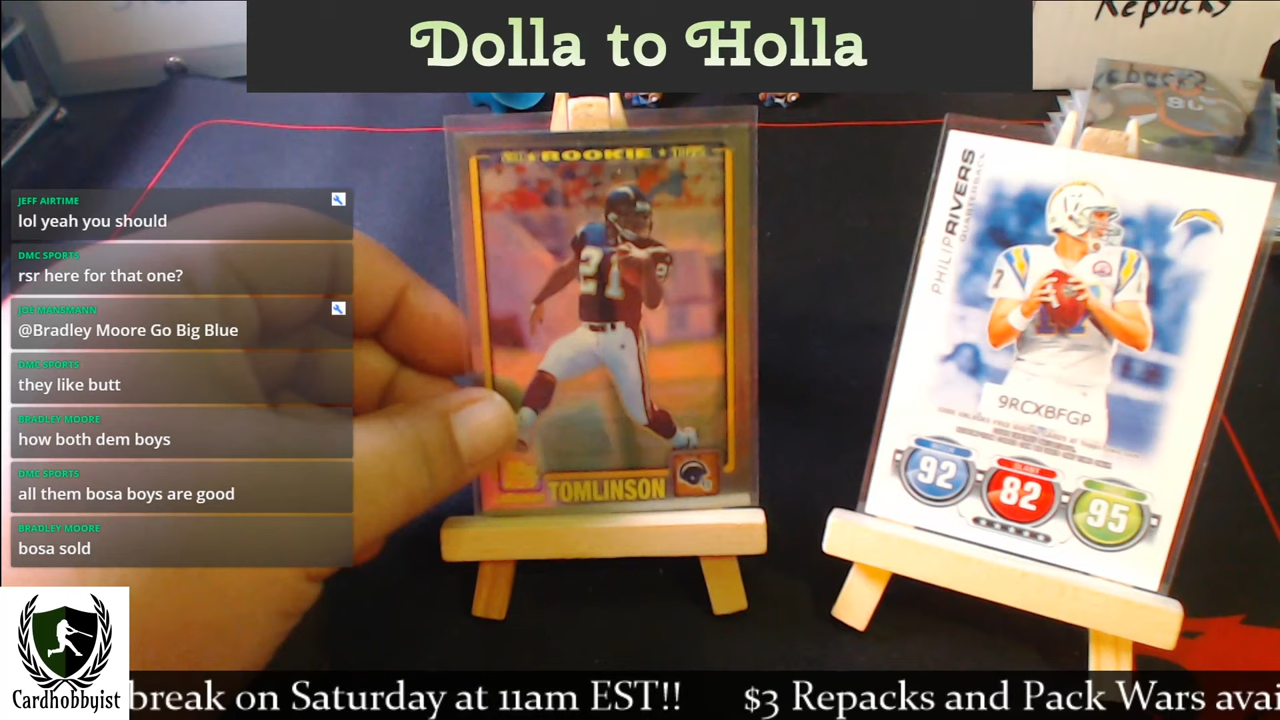 Dolla to Holla
Repacks
JEFF AIRTIME
lol yeah you should
DMC SPORTS
rsr here for that one?
JOE MANSMANN
@Bradley Moore Go Big Blue
DMC SPORTS
they like butt
BRADLEY MOORE
how both dem boys
DMC SPORTS
all them bosa boys are good
BRADLEY MOORE
bosa sold
ROOKIE
21
TOMLINSON
PHILIP RIVERS
QUARTERBACK
17
9RCXBFGP
92
82
95
Cardhobbyist
break on Saturday at 11am EST!! $3 Repacks and Pack Wars avai